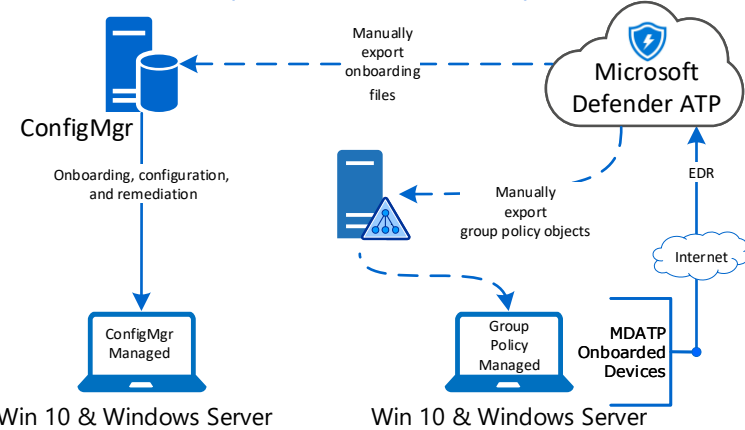 Manually
export
onboarding
files
Microsoft
Defender ATP
ConfigMgr
Onboarding, configuration,
and remediation
EDR
Manually
export
group policy objects
Internet
ConfigMgr
Managed
Group
Policy
Managed
MDATP
Onboarded
Devices
Win 10 & Windows Server
Win 10 & Windows Server